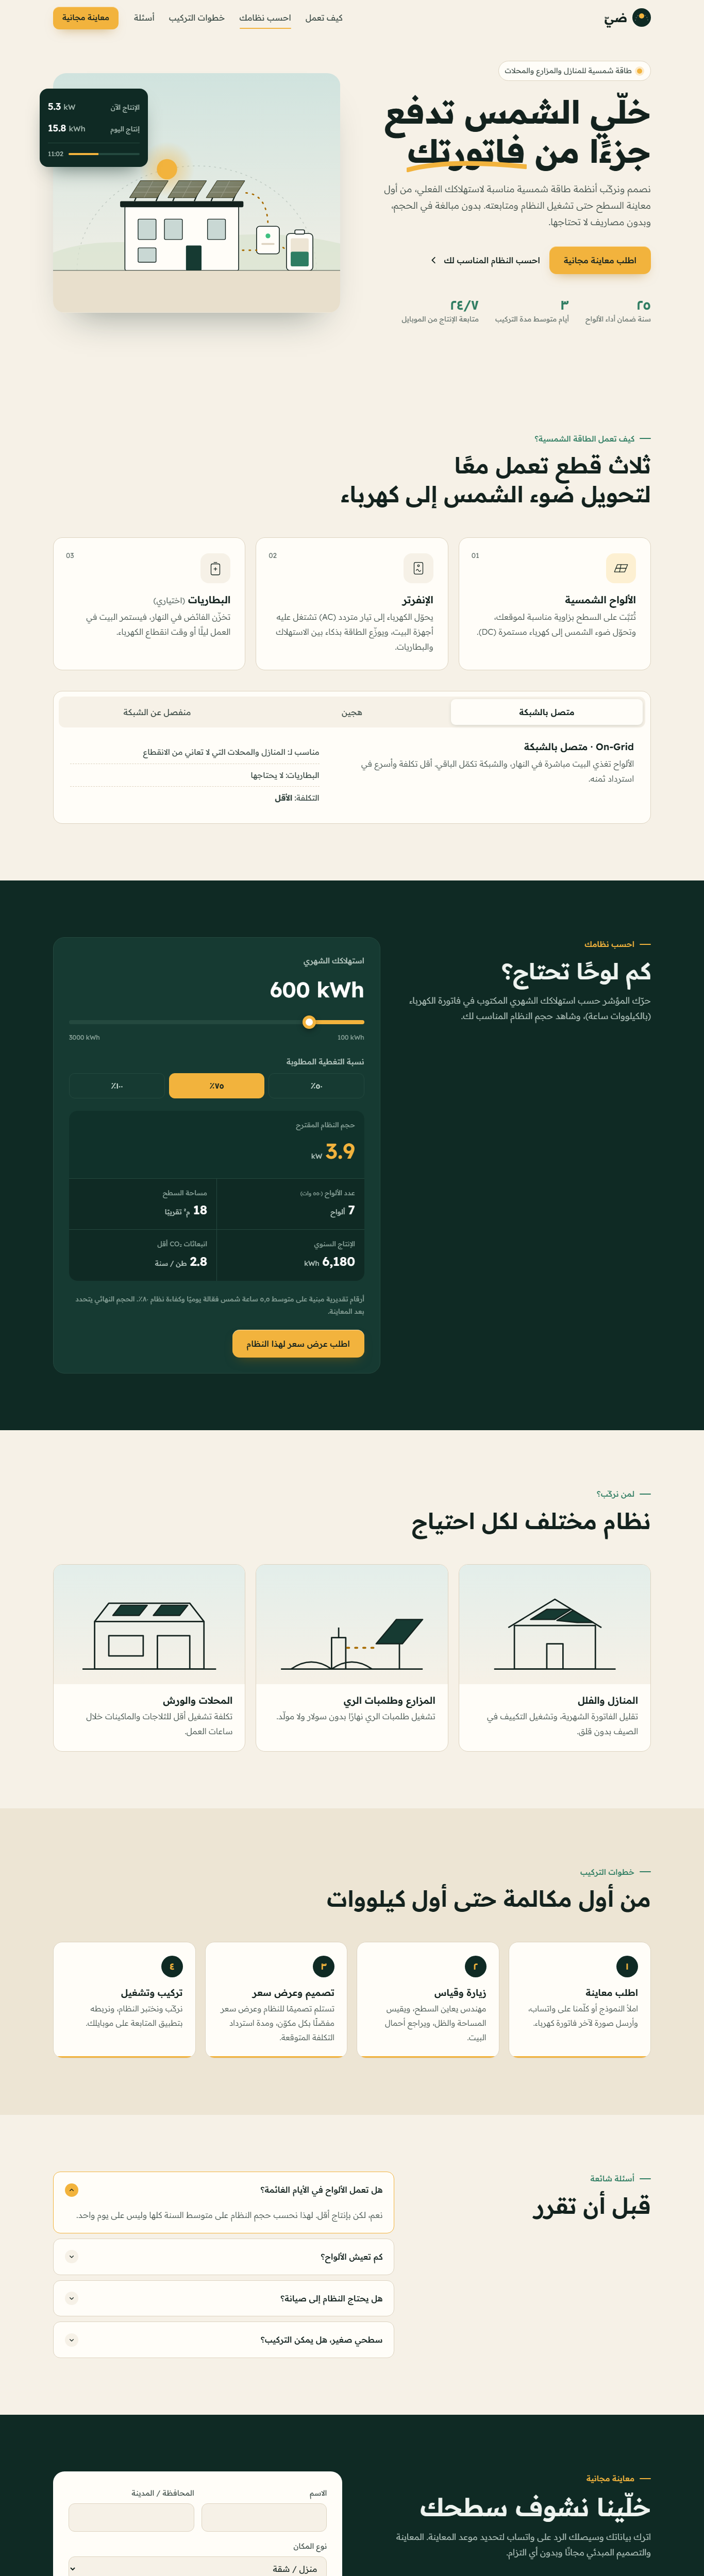 ضيّ
كيف تعمل
احسب نظامك
خطوات التركيب
أسئلة
معاينة مجانية
طاقة شمسية للمنازل والمزارع والمحلات
خلّي الشمس تدفع
جزءًا من فاتورتك
نصمم ونركّب أنظمة طاقة شمسية مناسبة لاستهلاكك الفعلي، من أول
معاينة السطح حتى تشغيل النظام ومتابعته. بدون مبالغة في الحجم،
وبدون مصاريف لا تحتاجها.
اطلب معاينة مجانية
احسب النظام المناسب لك
٢٥
سنة ضمان أداء الألواح
٣
أيام متوسط مدة التركيب
٢٤/٧
متابعة الإنتاج من الموبايل
الإنتاج الآن
5.3 kW
إنتاج اليوم
15.8 kWh
11:02
كيف تعمل الطاقة الشمسية؟
ثلاث قطع تعمل معًا
لتحويل ضوء الشمس إلى كهرباء
01
الألواح الشمسية
تُثبّت على السطح بزاوية مناسبة لموقعك،
وتحوّل ضوء الشمس إلى كهرباء مستمرة (DC).
02
الإنفرتر
يحوّل الكهرباء إلى تيار متردد (AC) تشتغل عليه
أجهزة البيت، ويوزّع الطاقة بذكاء بين الاستهلاك
والبطاريات.
03
البطاريات (اختياري)
تخزّن الفائض في النهار، فيستمر البيت في
العمل ليلًا أو وقت انقطاع الكهرباء.
متصل بالشبكة
هجين
منفصل عن الشبكة
On-Grid · متصل بالشبكة
الألواح تغذي البيت مباشرة في النهار، والشبكة تكمّل الباقي. أقل تكلفة وأسرع في
استرداد ثمنه.
مناسب لـ: المنازل والمحلات التي لا تعاني من الانقطاع
البطاريات: لا يحتاجها
التكلفة: الأقل
احسب نظامك
كم لوحًا تحتاج؟
حرّك المؤشر حسب استهلاكك الشهري المكتوب في فاتورة الكهرباء
(بالكيلووات ساعة)، وشاهد حجم النظام المناسب لك.
استهلاكك الشهري
600 kWh
100 kWh
3000 kWh
نسبة التغطية المطلوبة
٥٠٪
٧٥٪
١٠٠٪
حجم النظام المقترح
3.9 kW
عدد الألواح (٥٥٠ وات)
7 ألواح
مساحة السطح
18 م² تقريبًا
الإنتاج السنوي
6,180 kWh
انبعاثات CO₂ أقل
2.8 طن / سنة
أرقام تقديرية مبنية على متوسط ٥٫٥ ساعة شمس فعّالة يوميًا وكفاءة نظام ٨٠٪. الحجم النهائي يتحدد
بعد المعاينة.
اطلب عرض سعر لهذا النظام
لمن نركّب؟
نظام مختلف لكل احتياج
المنازل والفلل
تقليل الفاتورة الشهرية، وتشغيل التكييف في
الصيف بدون قلق.
المزارع وطلمبات الري
تشغيل طلمبات الري نهارًا بدون سولار ولا مولّد.
المحلات والورش
تكلفة تشغيل أقل للثلاجات والماكينات خلال
ساعات العمل.
خطوات التركيب
من أول مكالمة حتى أول كيلووات
١
اطلب معاينة
املأ النموذج أو كلّمنا على واتساب،
وأرسل صورة لآخر فاتورة كهرباء.
٢
زيارة وقياس
مهندس يعاين السطح، ويقيس
المساحة والظل، ويراجع أحمال
البيت.
٣
تصميم وعرض سعر
تستلم تصميمًا للنظام وعرض سعر
مفصّلًا بكل مكوّن، ومدة استرداد
التكلفة المتوقعة.
٤
تركيب وتشغيل
نركّب ونختبر النظام، ونربطه
بتطبيق المتابعة على موبايلك.
أسئلة شائعة
قبل أن تقرر
هل تعمل الألواح في الأيام الغائمة؟
نعم، لكن بإنتاج أقل. لهذا نحسب حجم النظام على متوسط السنة كلها وليس على يوم واحد.
كم تعيش الألواح؟
هل يحتاج النظام إلى صيانة؟
سطحي صغير، هل يمكن التركيب؟
معاينة مجانية
خلّينا نشوف سطحك
اترك بياناتك وسيصلك الرد على واتساب لتحديد موعد المعاينة. المعاينة
والتصميم المبدئي مجانًا وبدون أي التزام.
الاسم
المحافظة / المدينة
نوع المكان
منزل / شقة